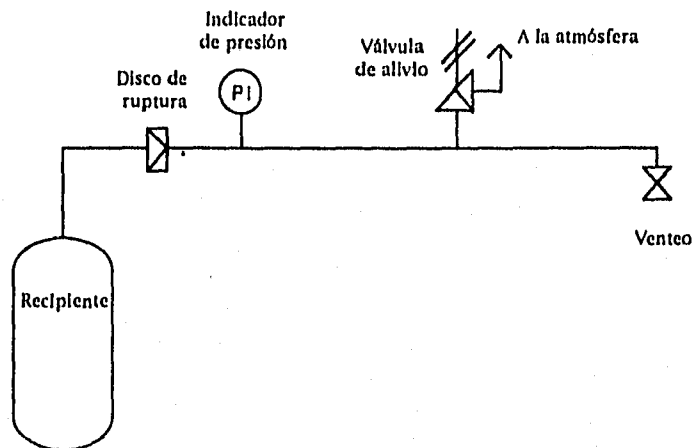 Indicador
de presión
Disco de
ruptura
PI
Válvula
de alivio
A la atmósfera
Venteo
Recipiente